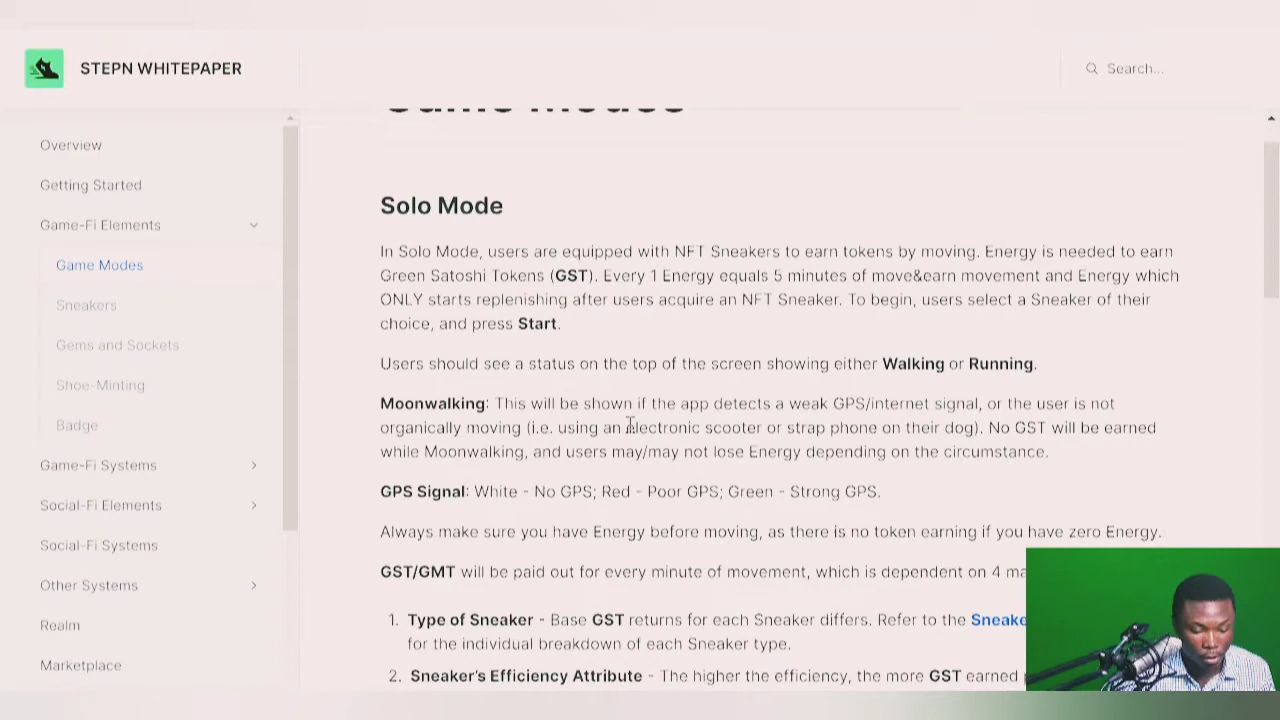 STEPN WHITEPAPER
Search...
Overview
Getting Started
Game-Fi Elements
Game Modes
Sneakers
Gems and Sockets
Shoe-Minting
Badge
Game-Fi Systems
Social-Fi Elements
Social-Fi Systems
Other Systems
Realm
Marketplace
Game Modes
Solo Mode
In Solo Mode, users are equipped with NFT Sneakers to earn tokens by moving. Energy is needed to earn
Green Satoshi Tokens (GST). Every 1 Energy equals 5 minutes of move&earn movement and Energy which
ONLY starts replenishing after users acquire an NFT Sneaker. To begin, users select a Sneaker of their
choice, and press Start.
Users should see a status on the top of the screen showing either Walking or Running.
Moonwalking: This will be shown if the app detects a weak GPS/internet signal, or the user is not
organically moving (i.e. using an electronic scooter or strap phone on their dog). No GST will be earned
while Moonwalking, and users may/may not lose Energy depending on the circumstance.
GPS Signal: White - No GPS; Red - Poor GPS; Green - Strong GPS.
Always make sure you have Energy before moving, as there is no token earning if you have zero Energy.
GST/GMT will be paid out for every minute of movement, which is dependent on 4 ma
1. Type of Sneaker - Base GST returns for each Sneaker differs. Refer to the Sneake
for the individual breakdown of each Sneaker type.
2. Sneaker's Efficiency Attribute - The higher the efficiency, the more GST earned